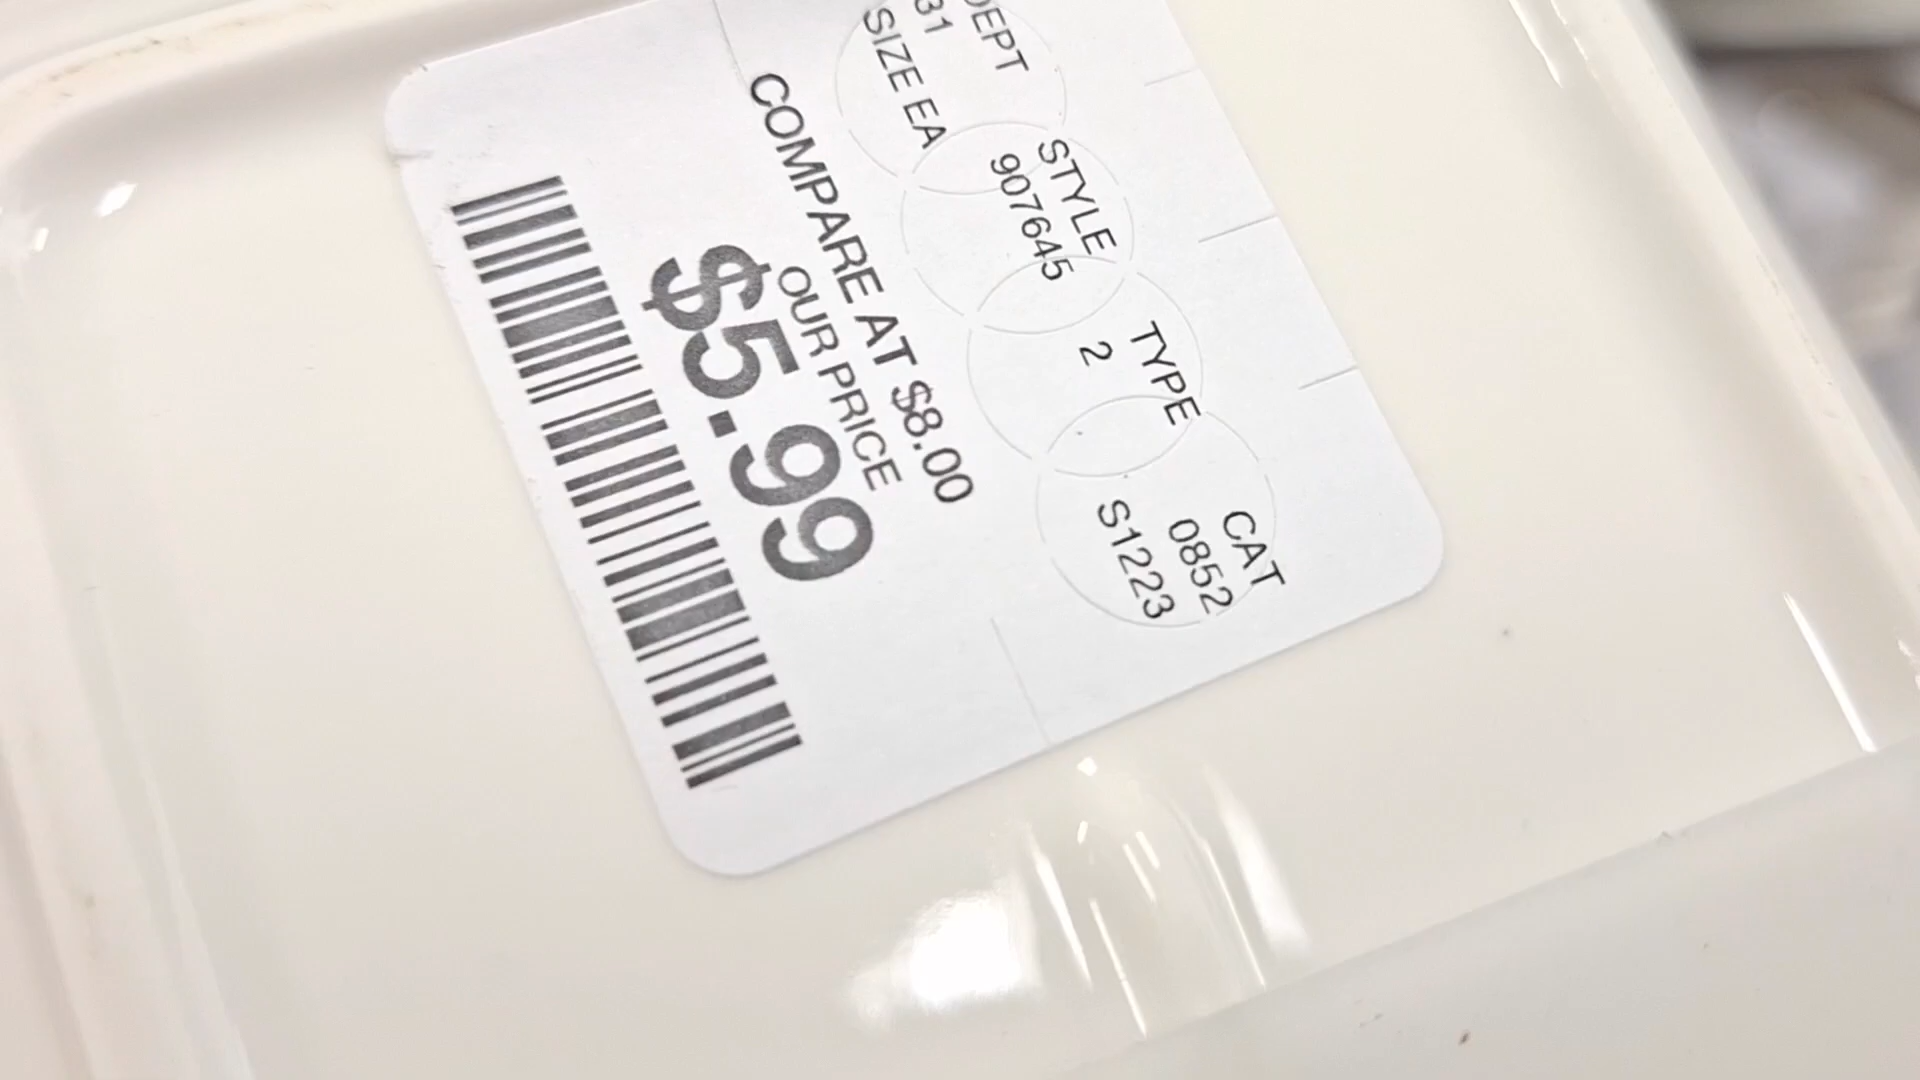 DEPT STYLE TYPE CAT
31 907645 2 0852
SIZE EA S1223
COMPARE AT $8.00
OUR PRICE
$5.99